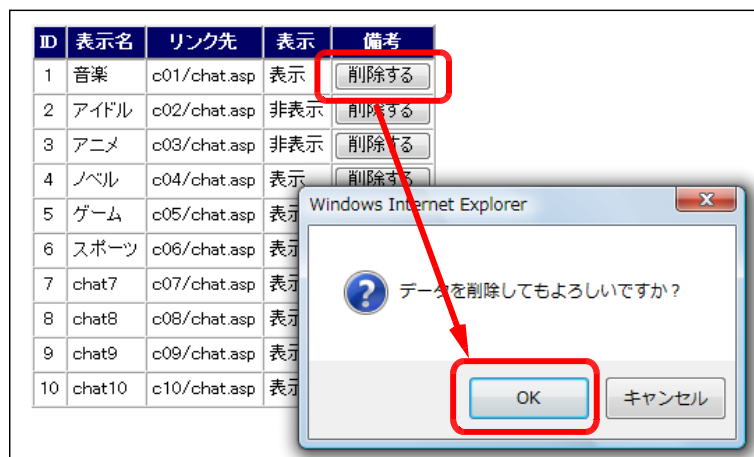 ID 表示名 リンク先 表示 備考
1 音楽 c01/chat.asp 表示 削除する
2 アイドル c02/chat.asp 非表示 削除する
3 アニメ c03/chat.asp 非表示 削除する
4 ノベル c04/chat.asp 表示 削除する
5 ゲーム c05/chat.asp 表示
6 スポーツ c06/chat.asp 表示
7 chat7 c07/chat.asp 表示
8 chat8 c08/chat.asp 表示
9 chat9 c09/chat.asp 表示
10 chat10 c10/chat.asp 表示
Windows Internet Explorer
データを削除してもよろしいですか？
OK キャンセル